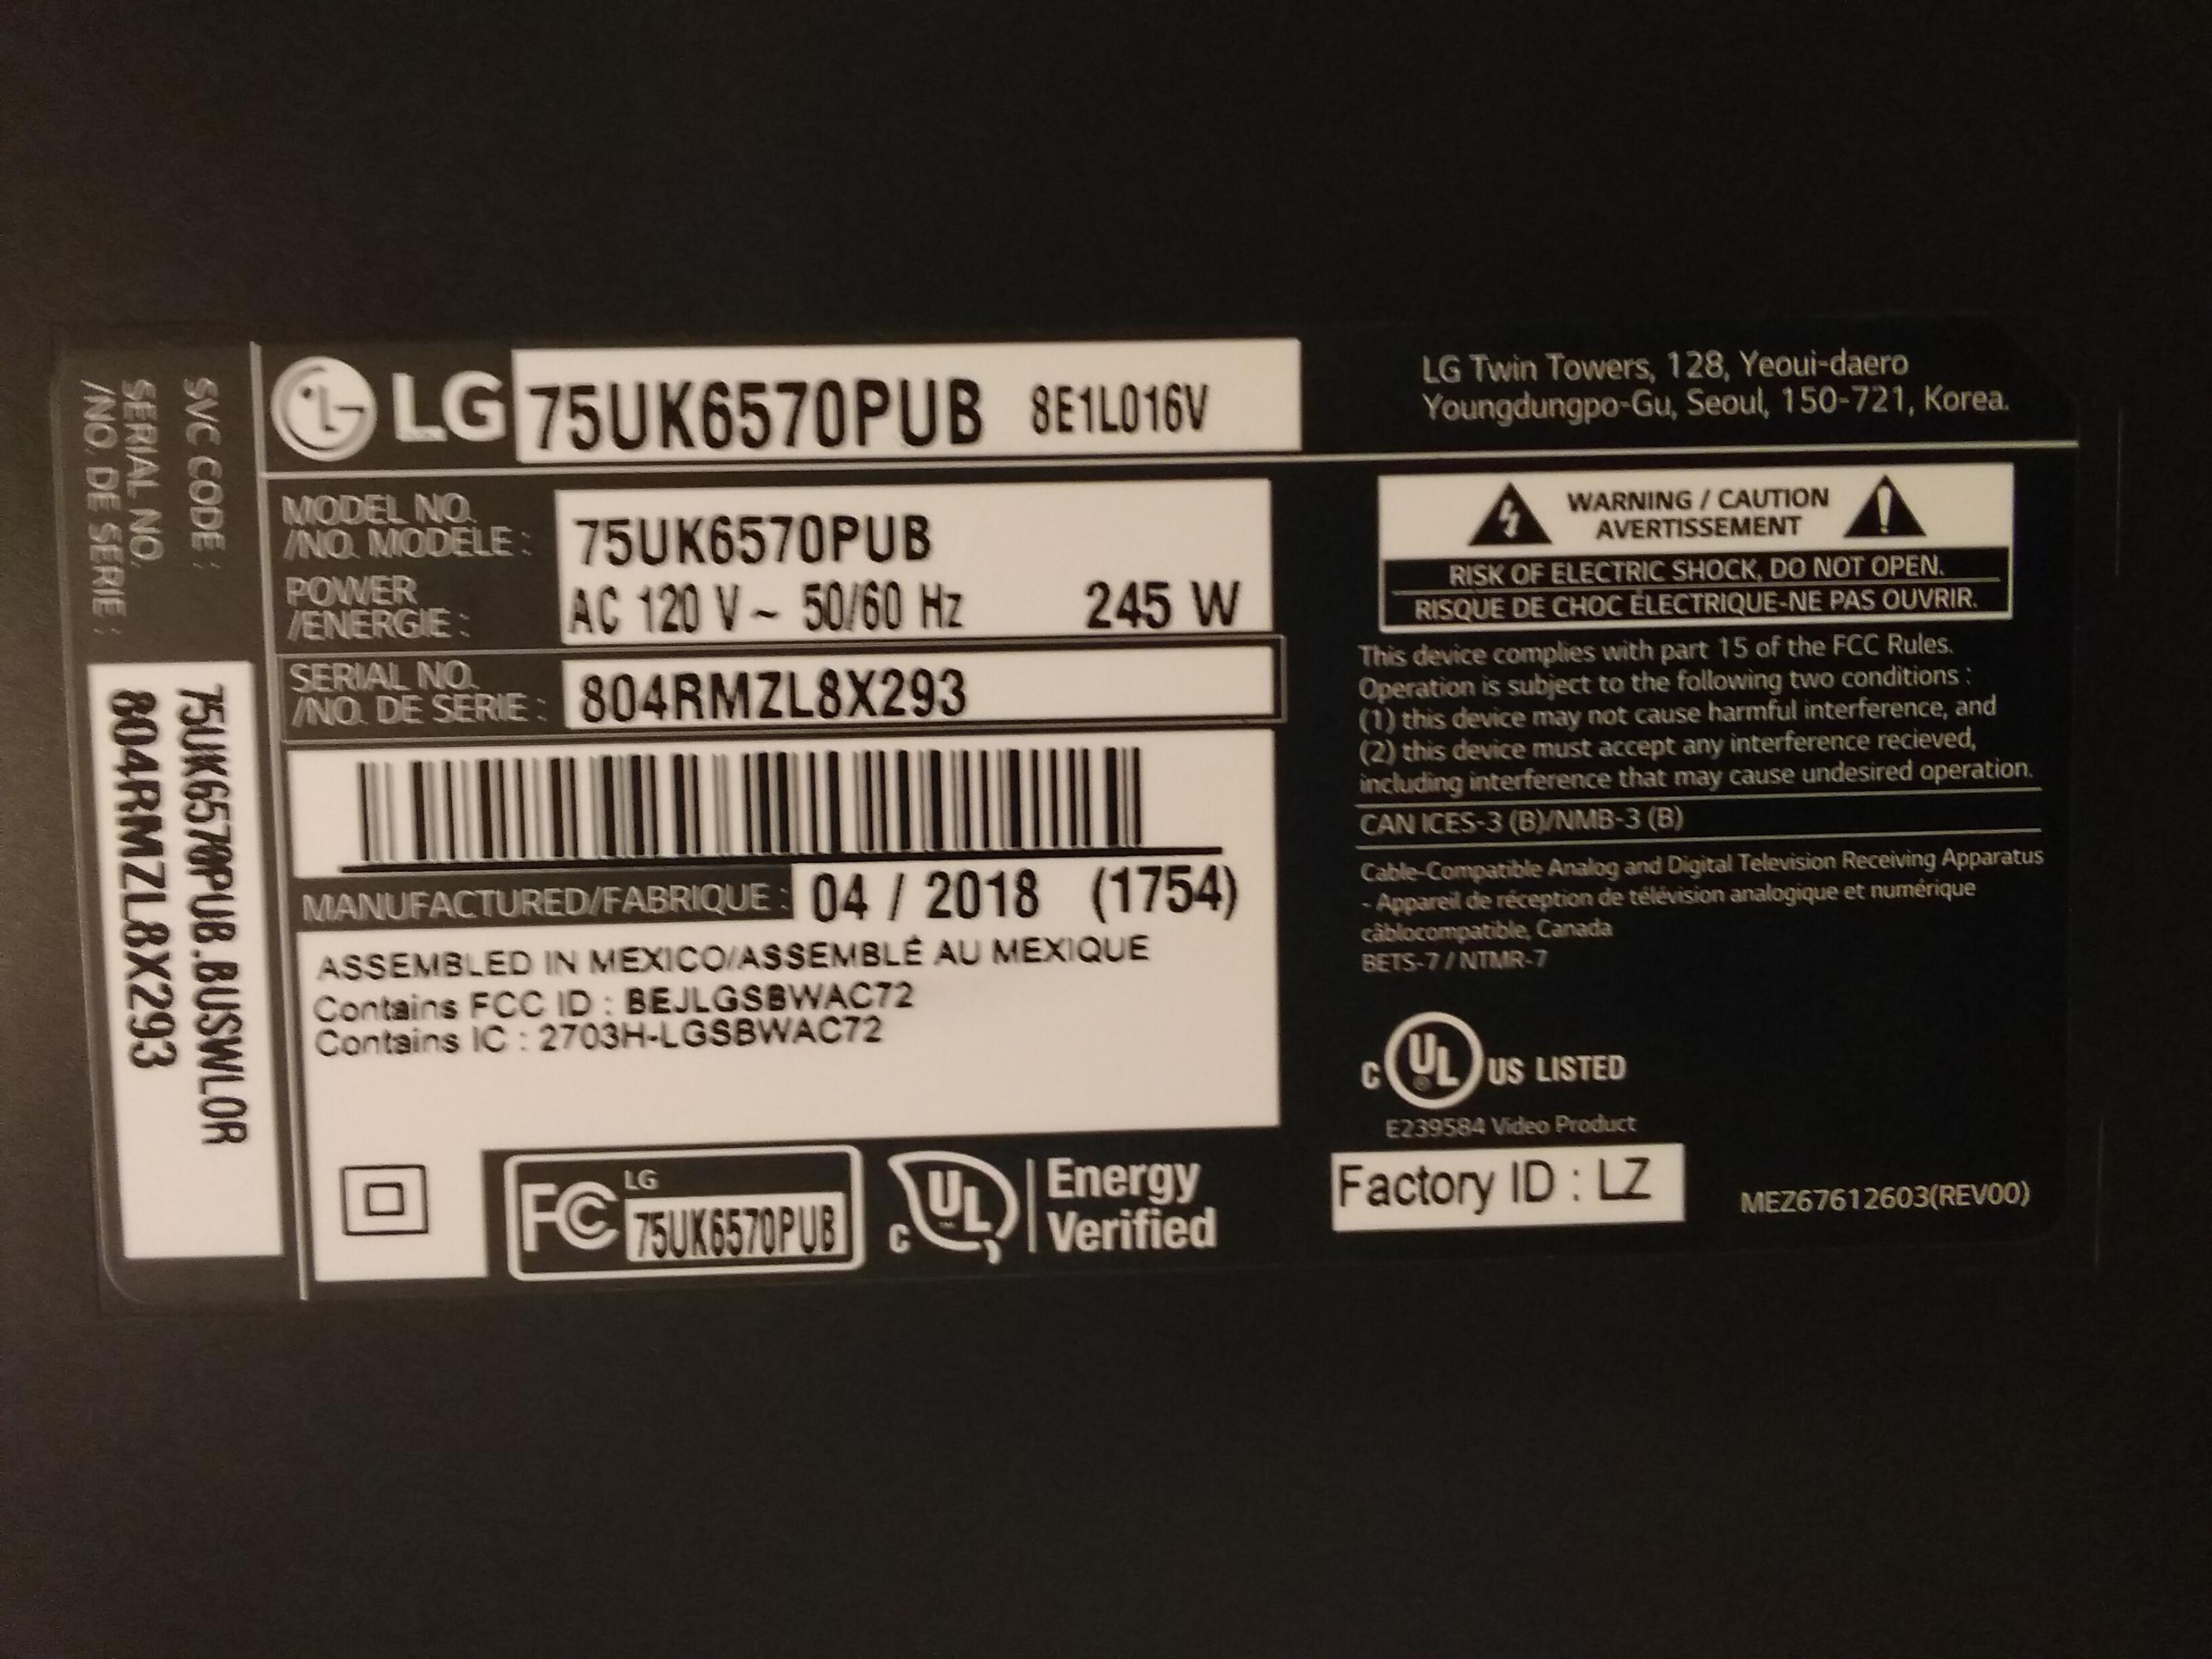 LG 75UK6570PUB 8E1L016V
MODEL NO.
/NO. MODÈLE : 75UK6570PUB
POWER
/ÉNERGIE : AC 120 V ~ 50/60 Hz 245 W
SERIAL NO.
/NO. DE SÉRIE : 804RMZL8X293
MANUFACTURED/FABRIQUÉ : 04 / 2018 (1754)
ASSEMBLED IN MEXICO/ASSEMBLÉ AU MEXIQUE
Contains FCC ID : BEJLGSBWAC72
Contains IC : 2703H-LGSBWAC72
FC LG
75UK6570PUB
C UL Energy
Verified
LG Twin Towers, 128, Yeoui-daero
Youngdungpo-Gu, Seoul, 150-721, Korea.
WARNING / CAUTION
AVERTISSEMENT
RISK OF ELECTRIC SHOCK, DO NOT OPEN.
RISQUE DE CHOC ÉLECTRIQUE-NE PAS OUVRIR.
This device complies with part 15 of the FCC Rules.
Operation is subject to the following two conditions :
(1) this device may not cause harmful interference, and
(2) this device must accept any interference recieved,
including interference that may cause undesired operation.
CAN ICES-3 (B)/NMB-3 (B)
Cable-Compatible Analog and Digital Television Receiving Apparatus
- Appareil de réception de télévision analogique et numérique
câblocompatible, Canada
BETS-7 / NTMR-7
C UL US LISTED
E239584 Video Product
Factory ID : LZ
MEZ67612603(REV00)
SVC CODE : 75UK6570PUB.BUSWLOR
SERIAL NO.
/NO. DE SÉRIE : 804RMZL8X293